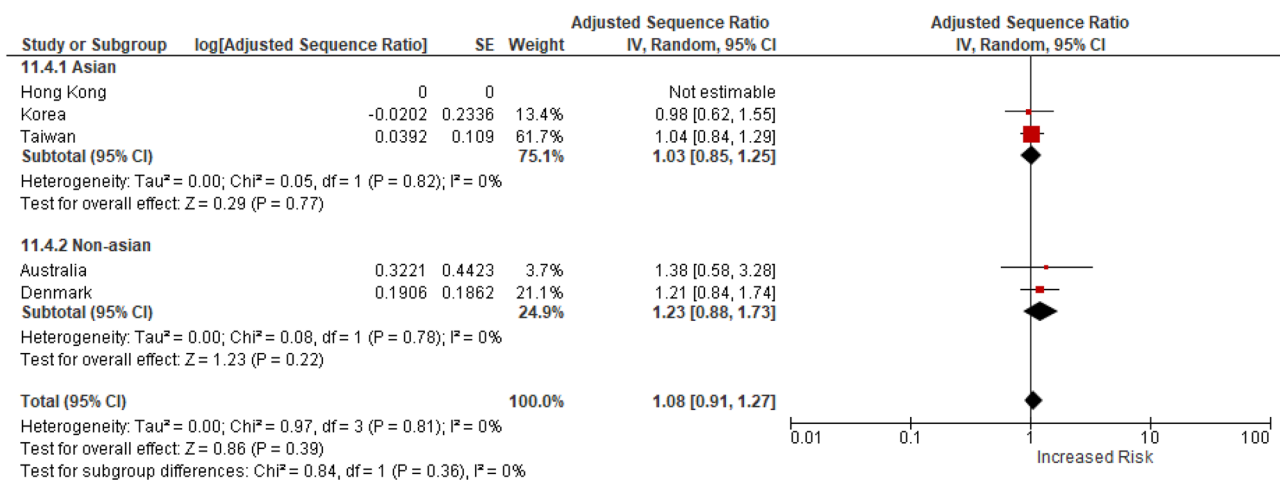 Adjusted Sequence Ratio Adjusted Sequence Ratio
Study or Subgroup log[Adjusted Sequence Ratio] SE Weight IV, Random, 95% CI IV, Random, 95% CI
11.4.1 Asian
Hong Kong 0 0 Not estimable
Korea -0.0202 0.2336 13.4% 0.98 [0.62, 1.55]
Taiwan 0.0392 0.109 61.7% 1.04 [0.84, 1.29]
Subtotal (95% CI) 75.1% 1.03 [0.85, 1.25]
Heterogeneity: Tau² = 0.00; Chi² = 0.05, df = 1 (P = 0.82); I² = 0%
Test for overall effect: Z = 0.29 (P = 0.77)
11.4.2 Non-asian
Australia 0.3221 0.4423 3.7% 1.38 [0.58, 3.28]
Denmark 0.1906 0.1862 21.1% 1.21 [0.84, 1.74]
Subtotal (95% CI) 24.9% 1.23 [0.88, 1.73]
Heterogeneity: Tau² = 0.00; Chi² = 0.08, df = 1 (P = 0.78); I² = 0%
Test for overall effect: Z = 1.23 (P = 0.22)
Total (95% CI) 100.0% 1.08 [0.91, 1.27]
Heterogeneity: Tau² = 0.00; Chi² = 0.97, df = 3 (P = 0.81); I² = 0%
Test for overall effect: Z = 0.86 (P = 0.39)
Test for subgroup differences: Chi² = 0.84, df = 1 (P = 0.36), I² = 0%
0.01 0.1 1 10 100
Increased Risk